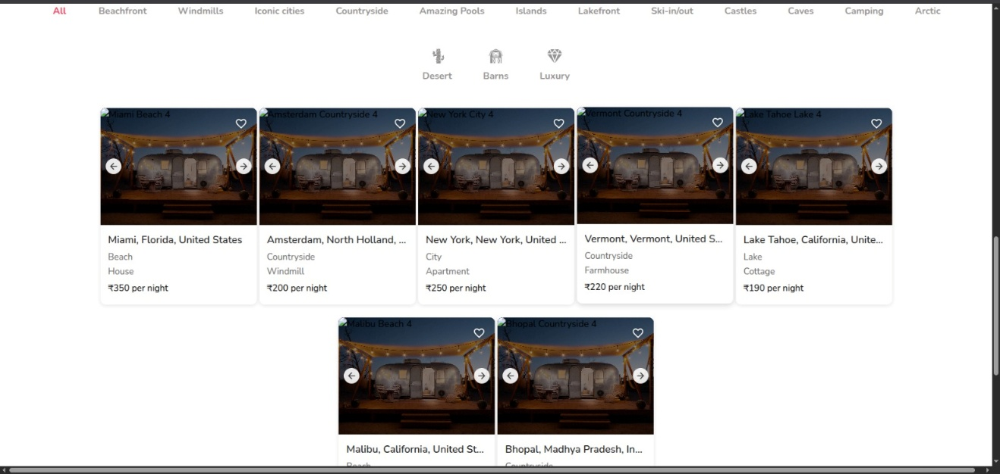 All Beachfront Windmills Iconic cities Countryside Amazing Pools Islands Lakefront Ski-in/out Castles Caves Camping Arctic
Desert Barns Luxury
Miami Beach 4 Amsterdam Countryside 4 New York City 4 Vermont Countryside 4 Lake Tahoe Lake 4
Miami, Florida, United States Amsterdam, North Holland, ... New York, New York, United ... Vermont, Vermont, United S... Lake Tahoe, California, Unite...
Beach Countryside City Countryside Lake
House Windmill Apartment Farmhouse Cottage
₹350 per night ₹200 per night ₹250 per night ₹220 per night ₹190 per night
Malibu Beach 4 Bhopal Countryside 4
Malibu, California, United St... Bhopal, Madhya Pradesh, In...
Beach Countryside